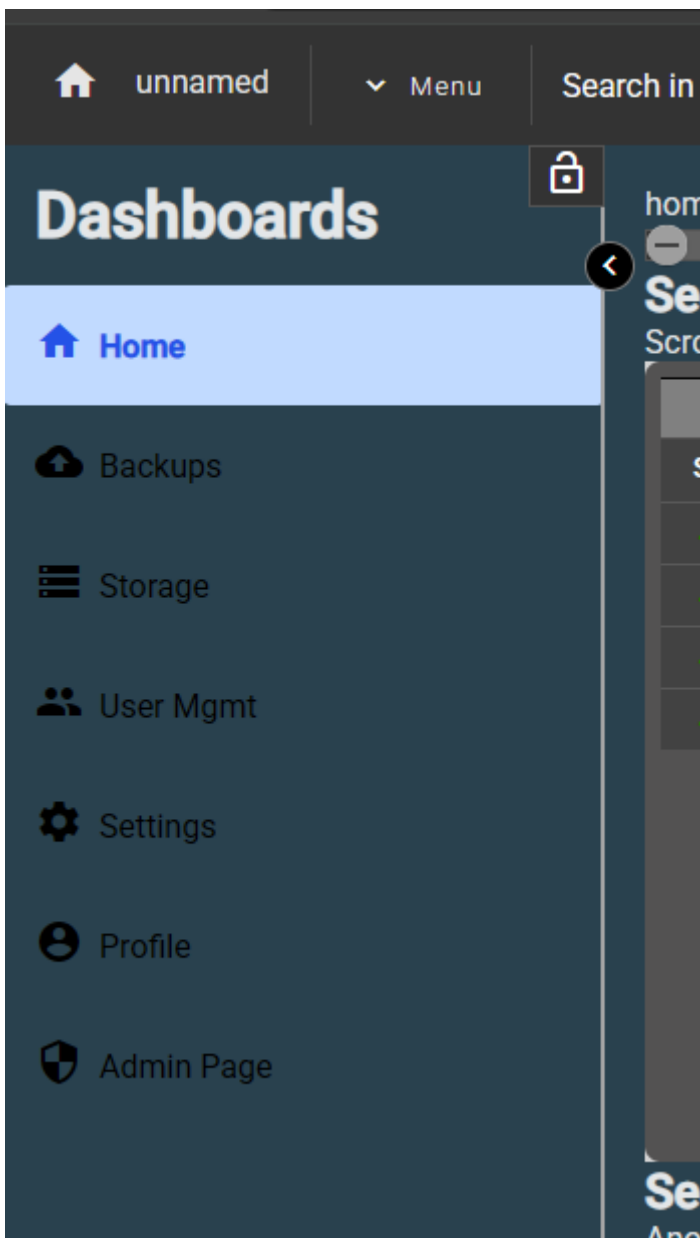 unnamed
Menu
Search in
Dashboards
Home
Backups
Storage
User Mgmt
Settings
Profile
Admin Page